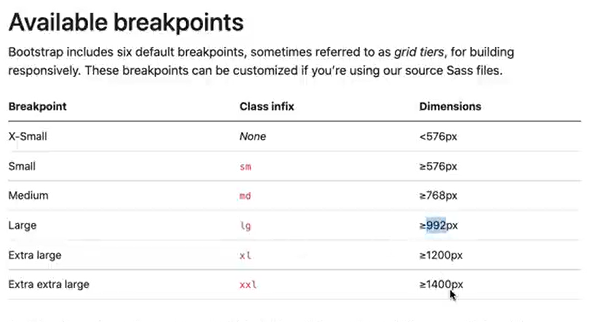 Available breakpoints
Bootstrap includes six default breakpoints, sometimes referred to as grid tiers, for building
responsively. These breakpoints can be customized if you're using our source Sass files.
Breakpoint Class infix Dimensions
X-Small None <576px
Small sm ≥576px
Medium md ≥768px
Large lg ≥992px
Extra large xl ≥1200px
Extra extra large xxl ≥1400px